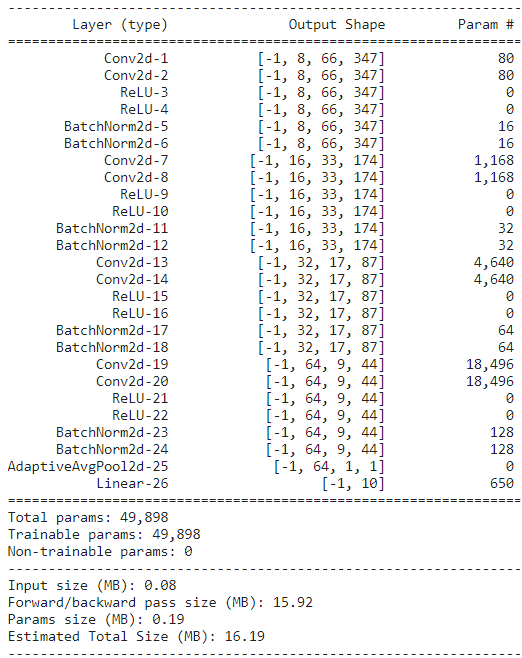 ----------------------------------------------------------------
Layer (type) Output Shape Param #
================================================================
Conv2d-1 [-1, 8, 66, 347] 80
Conv2d-2 [-1, 8, 66, 347] 80
ReLU-3 [-1, 8, 66, 347] 0
ReLU-4 [-1, 8, 66, 347] 0
BatchNorm2d-5 [-1, 8, 66, 347] 16
BatchNorm2d-6 [-1, 8, 66, 347] 16
Conv2d-7 [-1, 16, 33, 174] 1,168
Conv2d-8 [-1, 16, 33, 174] 1,168
ReLU-9 [-1, 16, 33, 174] 0
ReLU-10 [-1, 16, 33, 174] 0
BatchNorm2d-11 [-1, 16, 33, 174] 32
BatchNorm2d-12 [-1, 16, 33, 174] 32
Conv2d-13 [-1, 32, 17, 87] 4,640
Conv2d-14 [-1, 32, 17, 87] 4,640
ReLU-15 [-1, 32, 17, 87] 0
ReLU-16 [-1, 32, 17, 87] 0
BatchNorm2d-17 [-1, 32, 17, 87] 64
BatchNorm2d-18 [-1, 32, 17, 87] 64
Conv2d-19 [-1, 64, 9, 44] 18,496
Conv2d-20 [-1, 64, 9, 44] 18,496
ReLU-21 [-1, 64, 9, 44] 0
ReLU-22 [-1, 64, 9, 44] 0
BatchNorm2d-23 [-1, 64, 9, 44] 128
BatchNorm2d-24 [-1, 64, 9, 44] 128
AdaptiveAvgPool2d-25 [-1, 64, 1, 1] 0
Linear-26 [-1, 10] 650
================================================================
Total params: 49,898
Trainable params: 49,898
Non-trainable params: 0
----------------------------------------------------------------
Input size (MB): 0.08
Forward/backward pass size (MB): 15.92
Params size (MB): 0.19
Estimated Total Size (MB): 16.19
----------------------------------------------------------------